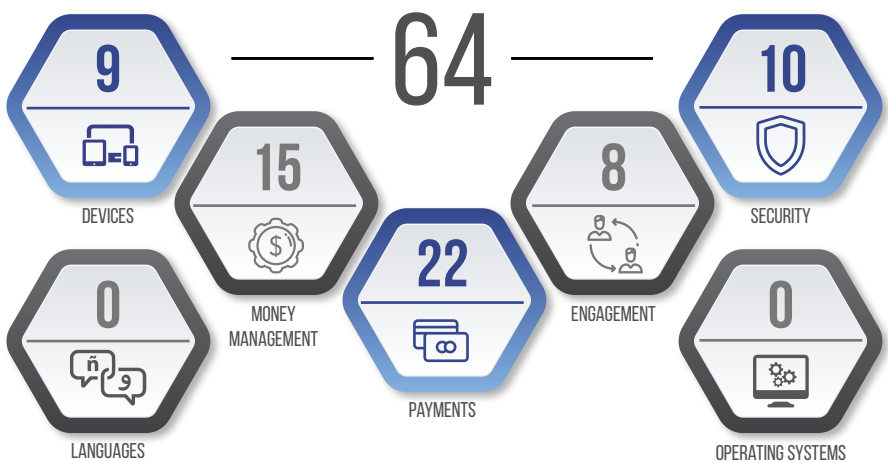 64
9
DEVICES
10
SECURITY
15
MONEY
MANAGEMENT
8
ENGAGEMENT
22
PAYMENTS
0
ñ
و
LANGUAGES
0
OPERATING SYSTEMS
$